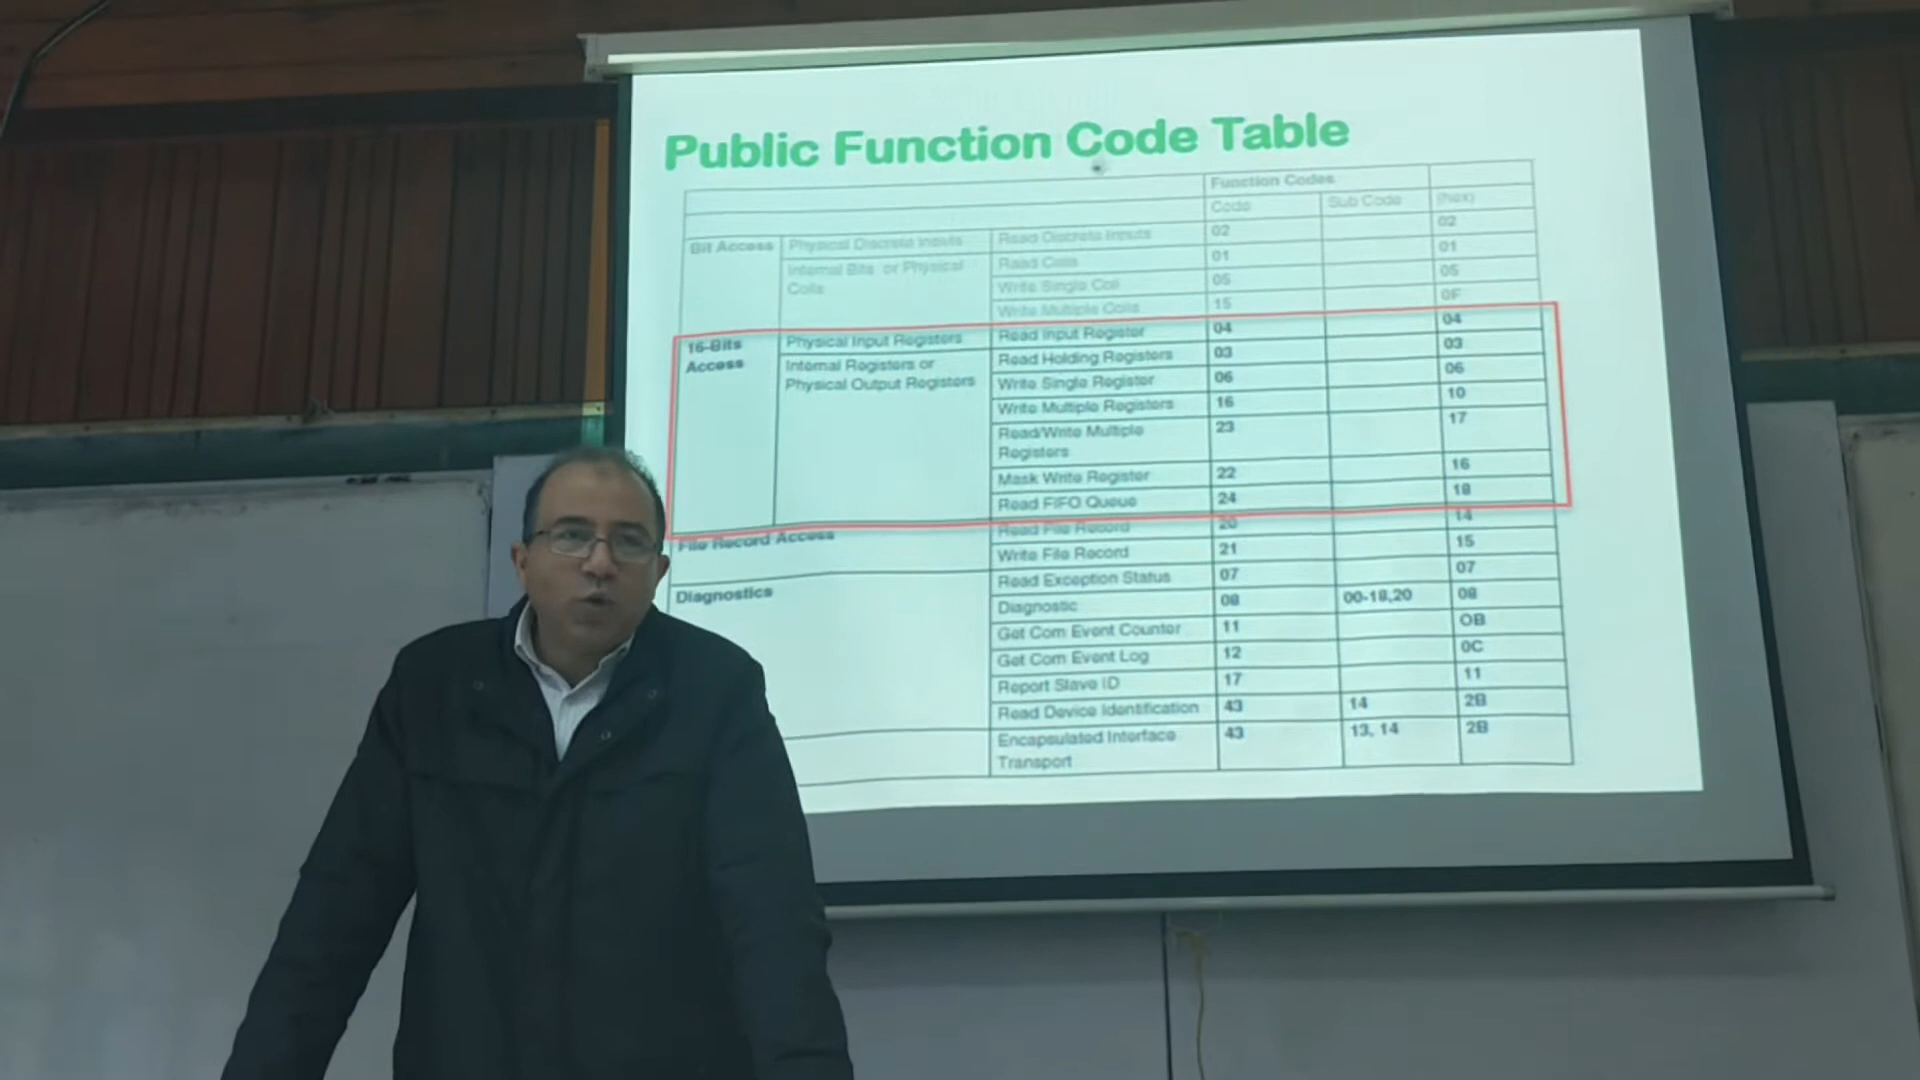 Public Function Code Table
Function Codes
Code Sub Code (hex)
Bit Access Physical Discrete Inputs Read Discrete Inputs 02 02
Internal Bits or Physical Coils Read Coils 01 01
Write Single Coil 05 05
Write Multiple Coils 15 0F
16-Bits Access Physical Input Registers Read Input Register 04 04
Internal Registers or Physical Output Registers Read Holding Registers 03 03
Write Single Register 06 06
Write Multiple Registers 16 10
Read/Write Multiple Registers 23 17
Mask Write Register 22 16
Read FIFO Queue 24 18
File Record Access Read File Record 20 14
Write File Record 21 15
Diagnostics Read Exception Status 07 07
Diagnostic 08 00-18,20 08
Get Com Event Counter 11 OB
Get Com Event Log 12 0C
Report Slave ID 17 11
Read Device Identification 43 14 2B
Encapsulated Interface Transport 43 13, 14 2B